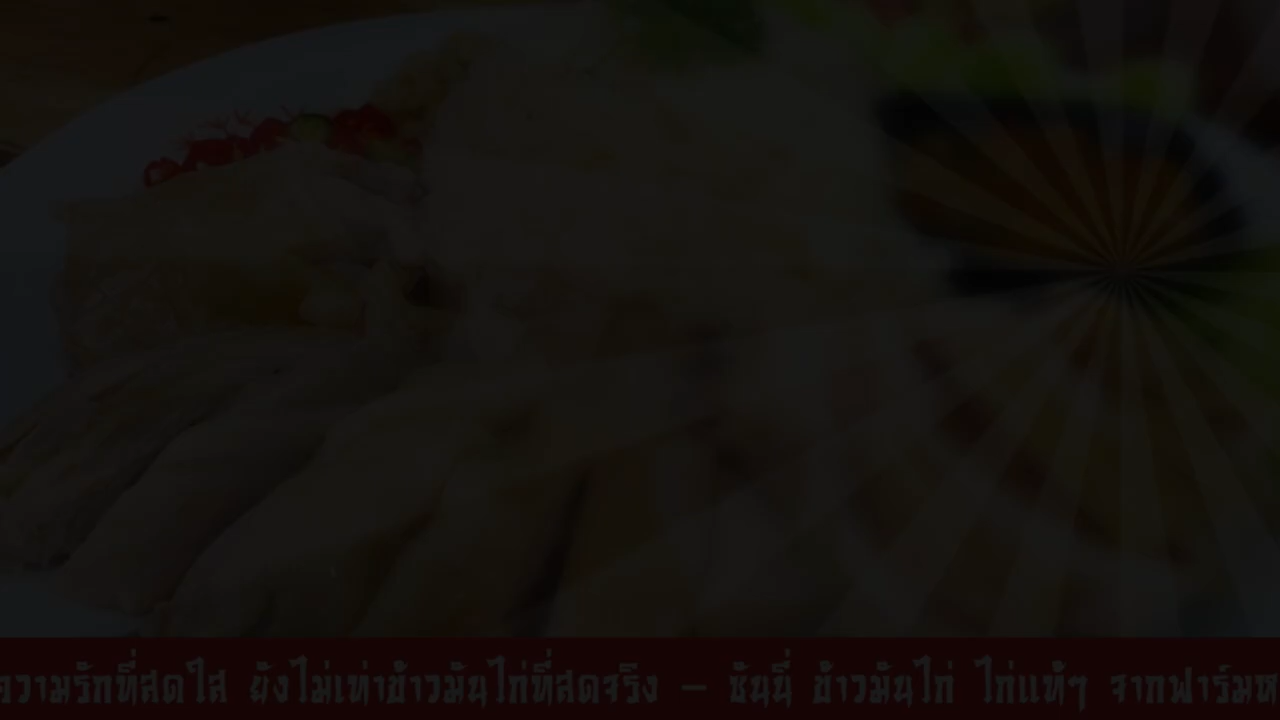 ความรักที่สดใส ยังไม่เท่าข้าวมันไก่ที่สดจริง – ซันนี่ ข้าวมันไก่ ไก่แท้ๆ จากฟาร์ม